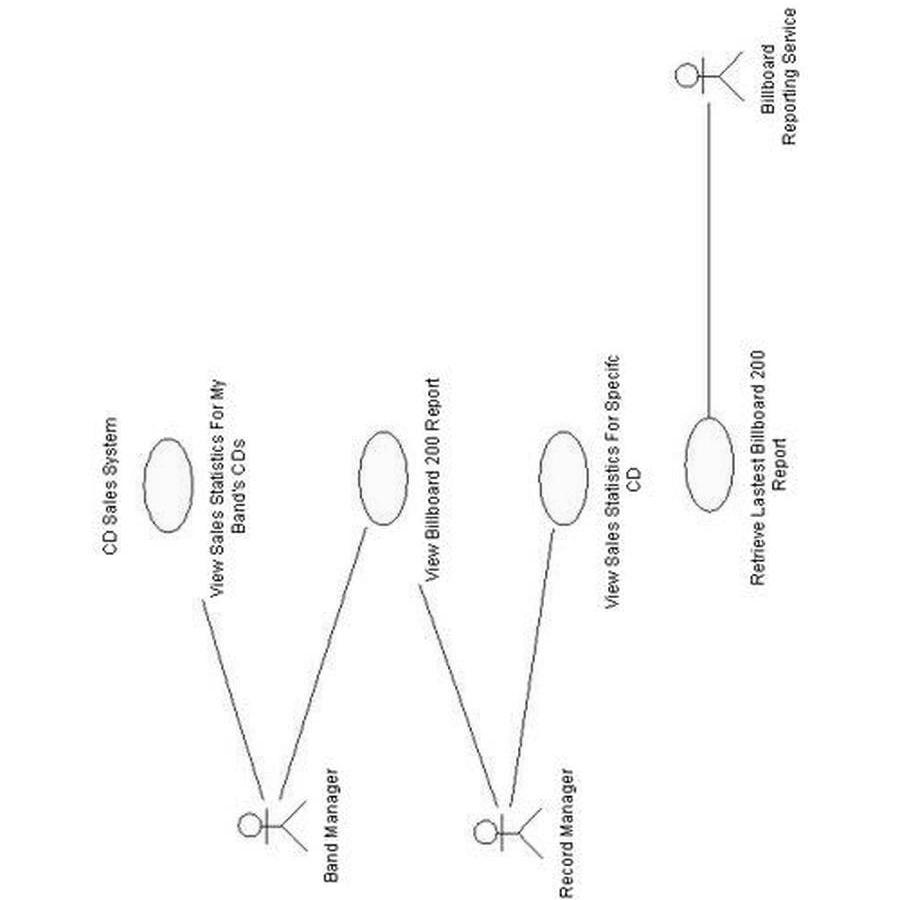 CD Sales System
View Sales Statistics For My
Band's CDs
Band Manager
View Billboard 200 Report
View Sales Statistics For Specifc
CD
Record Manager
Billboard
Reporting Service
Retrieve Lastest Billboard 200
Report